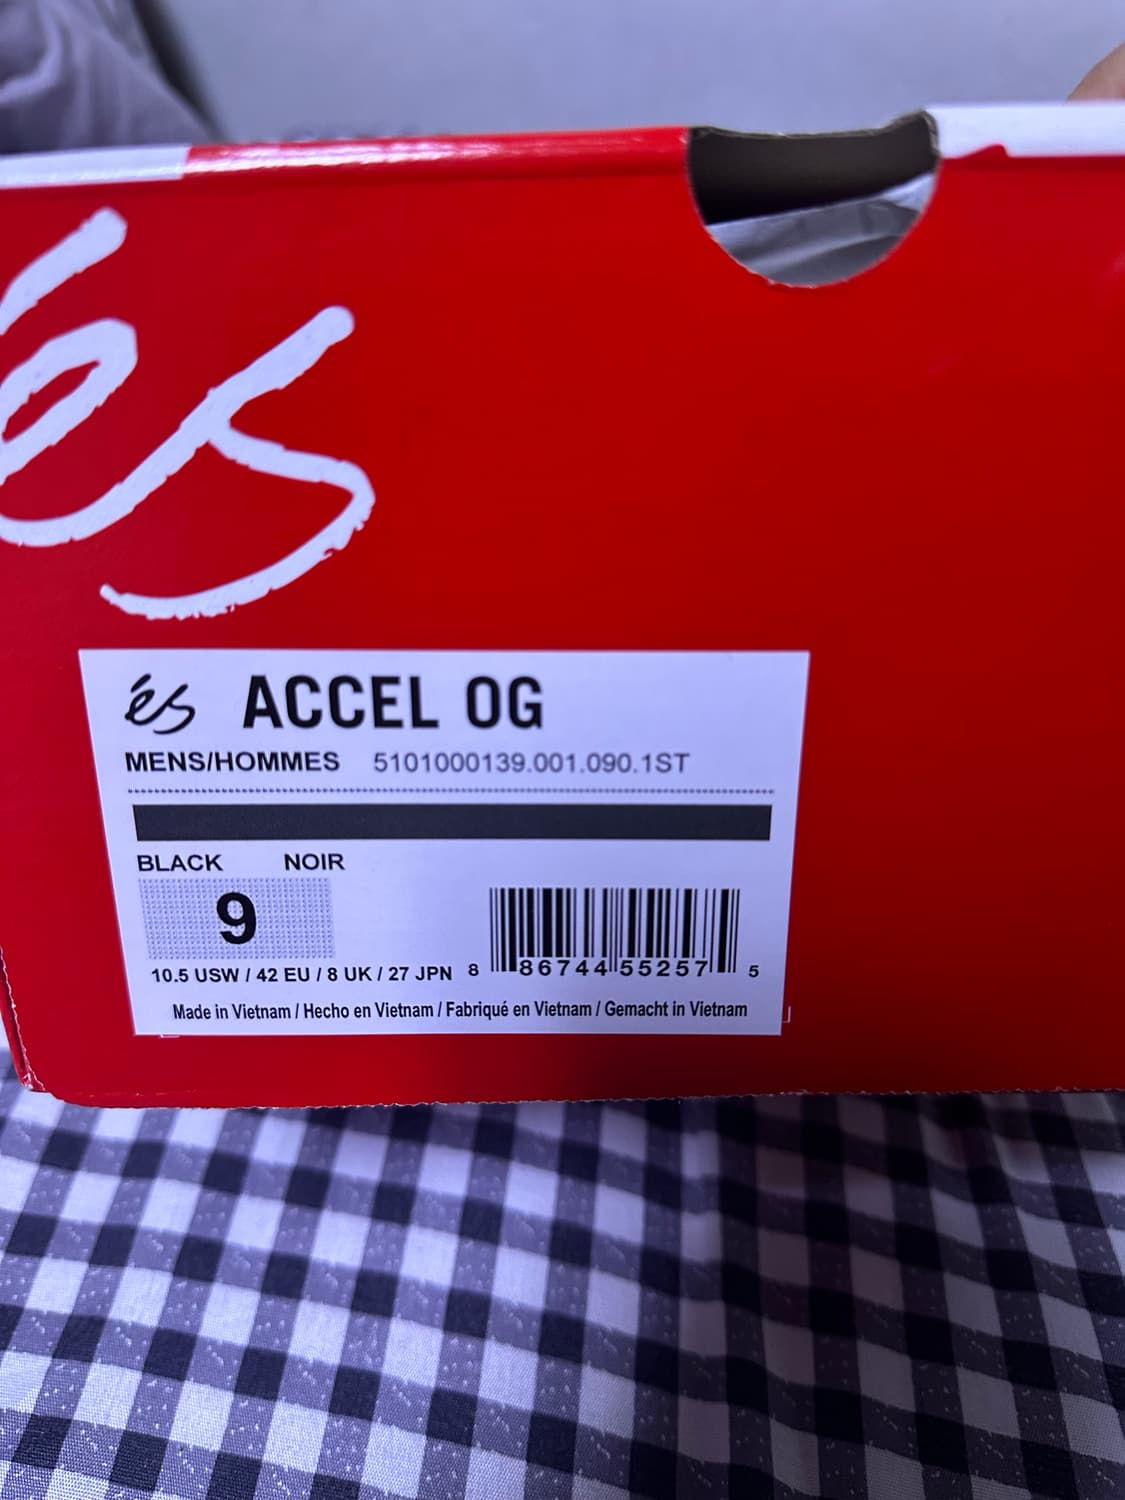 éS
éS ACCEL OG
MENS/HOMMES 5101000139.001.090.1ST
BLACK NOIR
9
10.5 USW / 42 EU / 8 UK / 27 JPN
8 86744 55257 5
Made in Vietnam / Hecho en Vietnam / Fabriqué en Vietnam / Gemacht in Vietnam